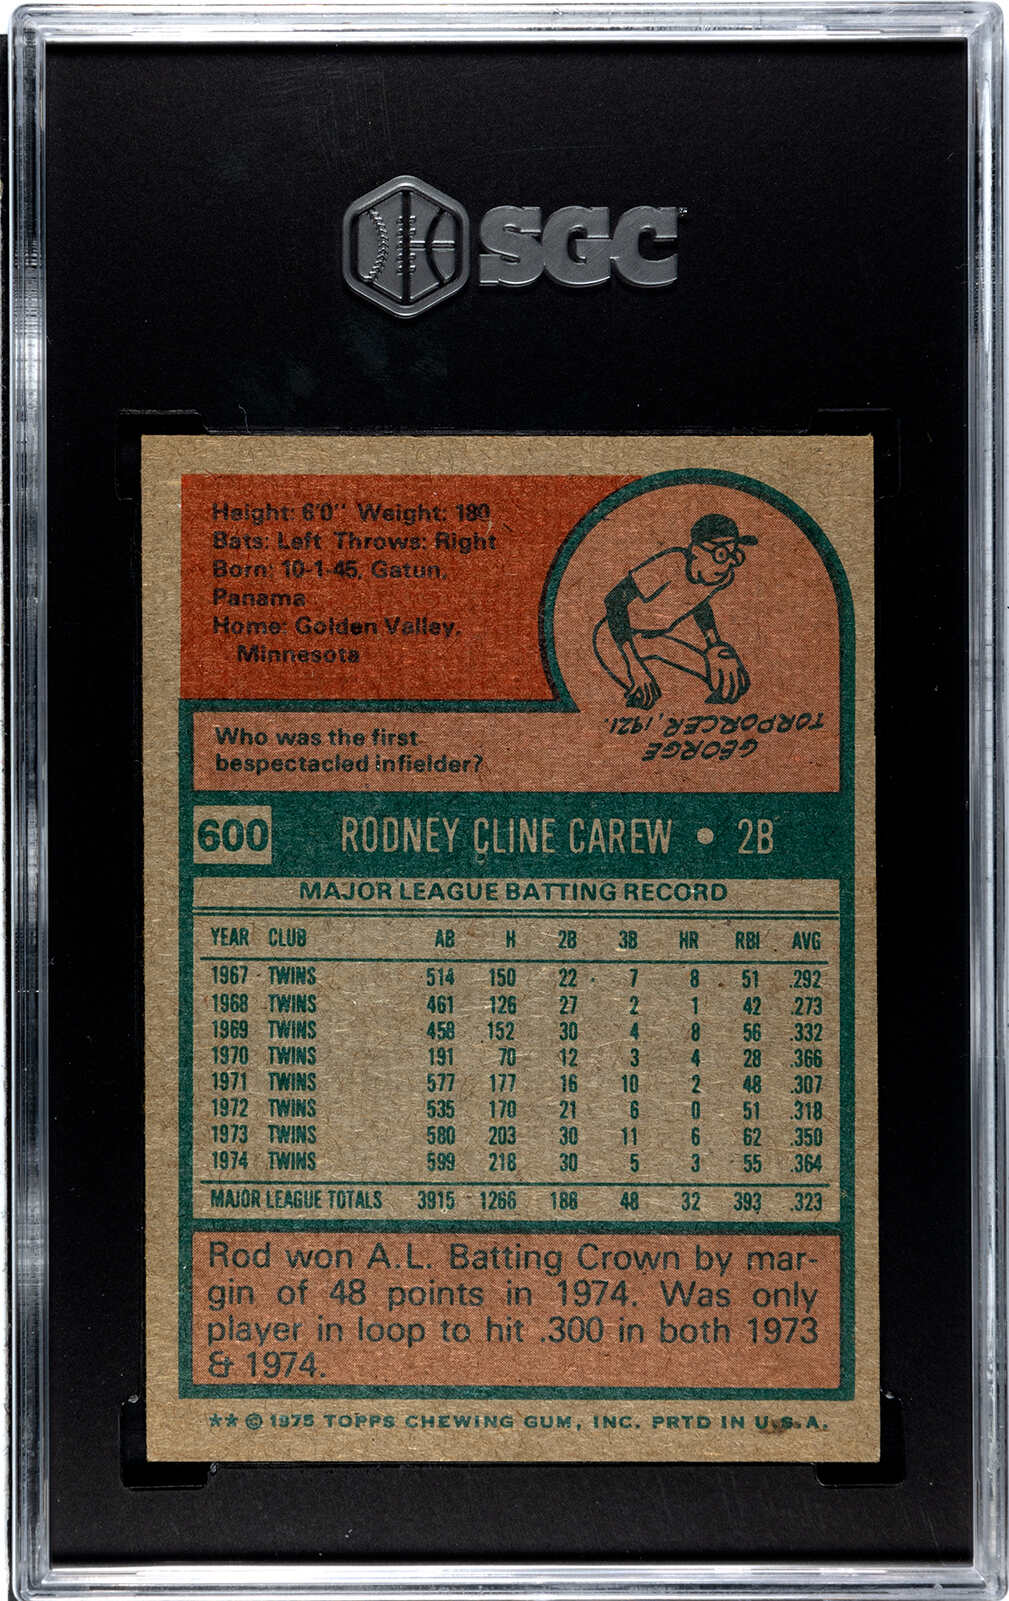 SGC
Height: 6'0" Weight: 180
Bats: Left Throws: Right
Born: 10-1-45, Gatun,
Panama
Home: Golden Valley,
Minnesota
Who was the first
bespectacled infielder?
GEORGE
TORPORCER, 1921.
600 RODNEY CLINE CAREW • 2B
MAJOR LEAGUE BATTING RECORD
YEAR CLUB AB H 2B 3B HR RBI AVG
1967 TWINS 514 150 22 7 8 51 .292
1968 TWINS 461 126 27 2 1 42 .273
1969 TWINS 458 152 30 4 8 56 .332
1970 TWINS 191 70 12 3 4 28 .366
1971 TWINS 577 177 16 10 2 48 .307
1972 TWINS 535 170 21 6 0 51 .318
1973 TWINS 580 203 30 11 6 62 .350
1974 TWINS 599 218 30 5 3 55 .364
MAJOR LEAGUE TOTALS 3915 1266 188 48 32 393 .323
Rod won A.L. Batting Crown by mar-
gin of 48 points in 1974. Was only
player in loop to hit .300 in both 1973
& 1974.
** © 1975 TOPPS CHEWING GUM, INC. PRTD IN U.S.A.